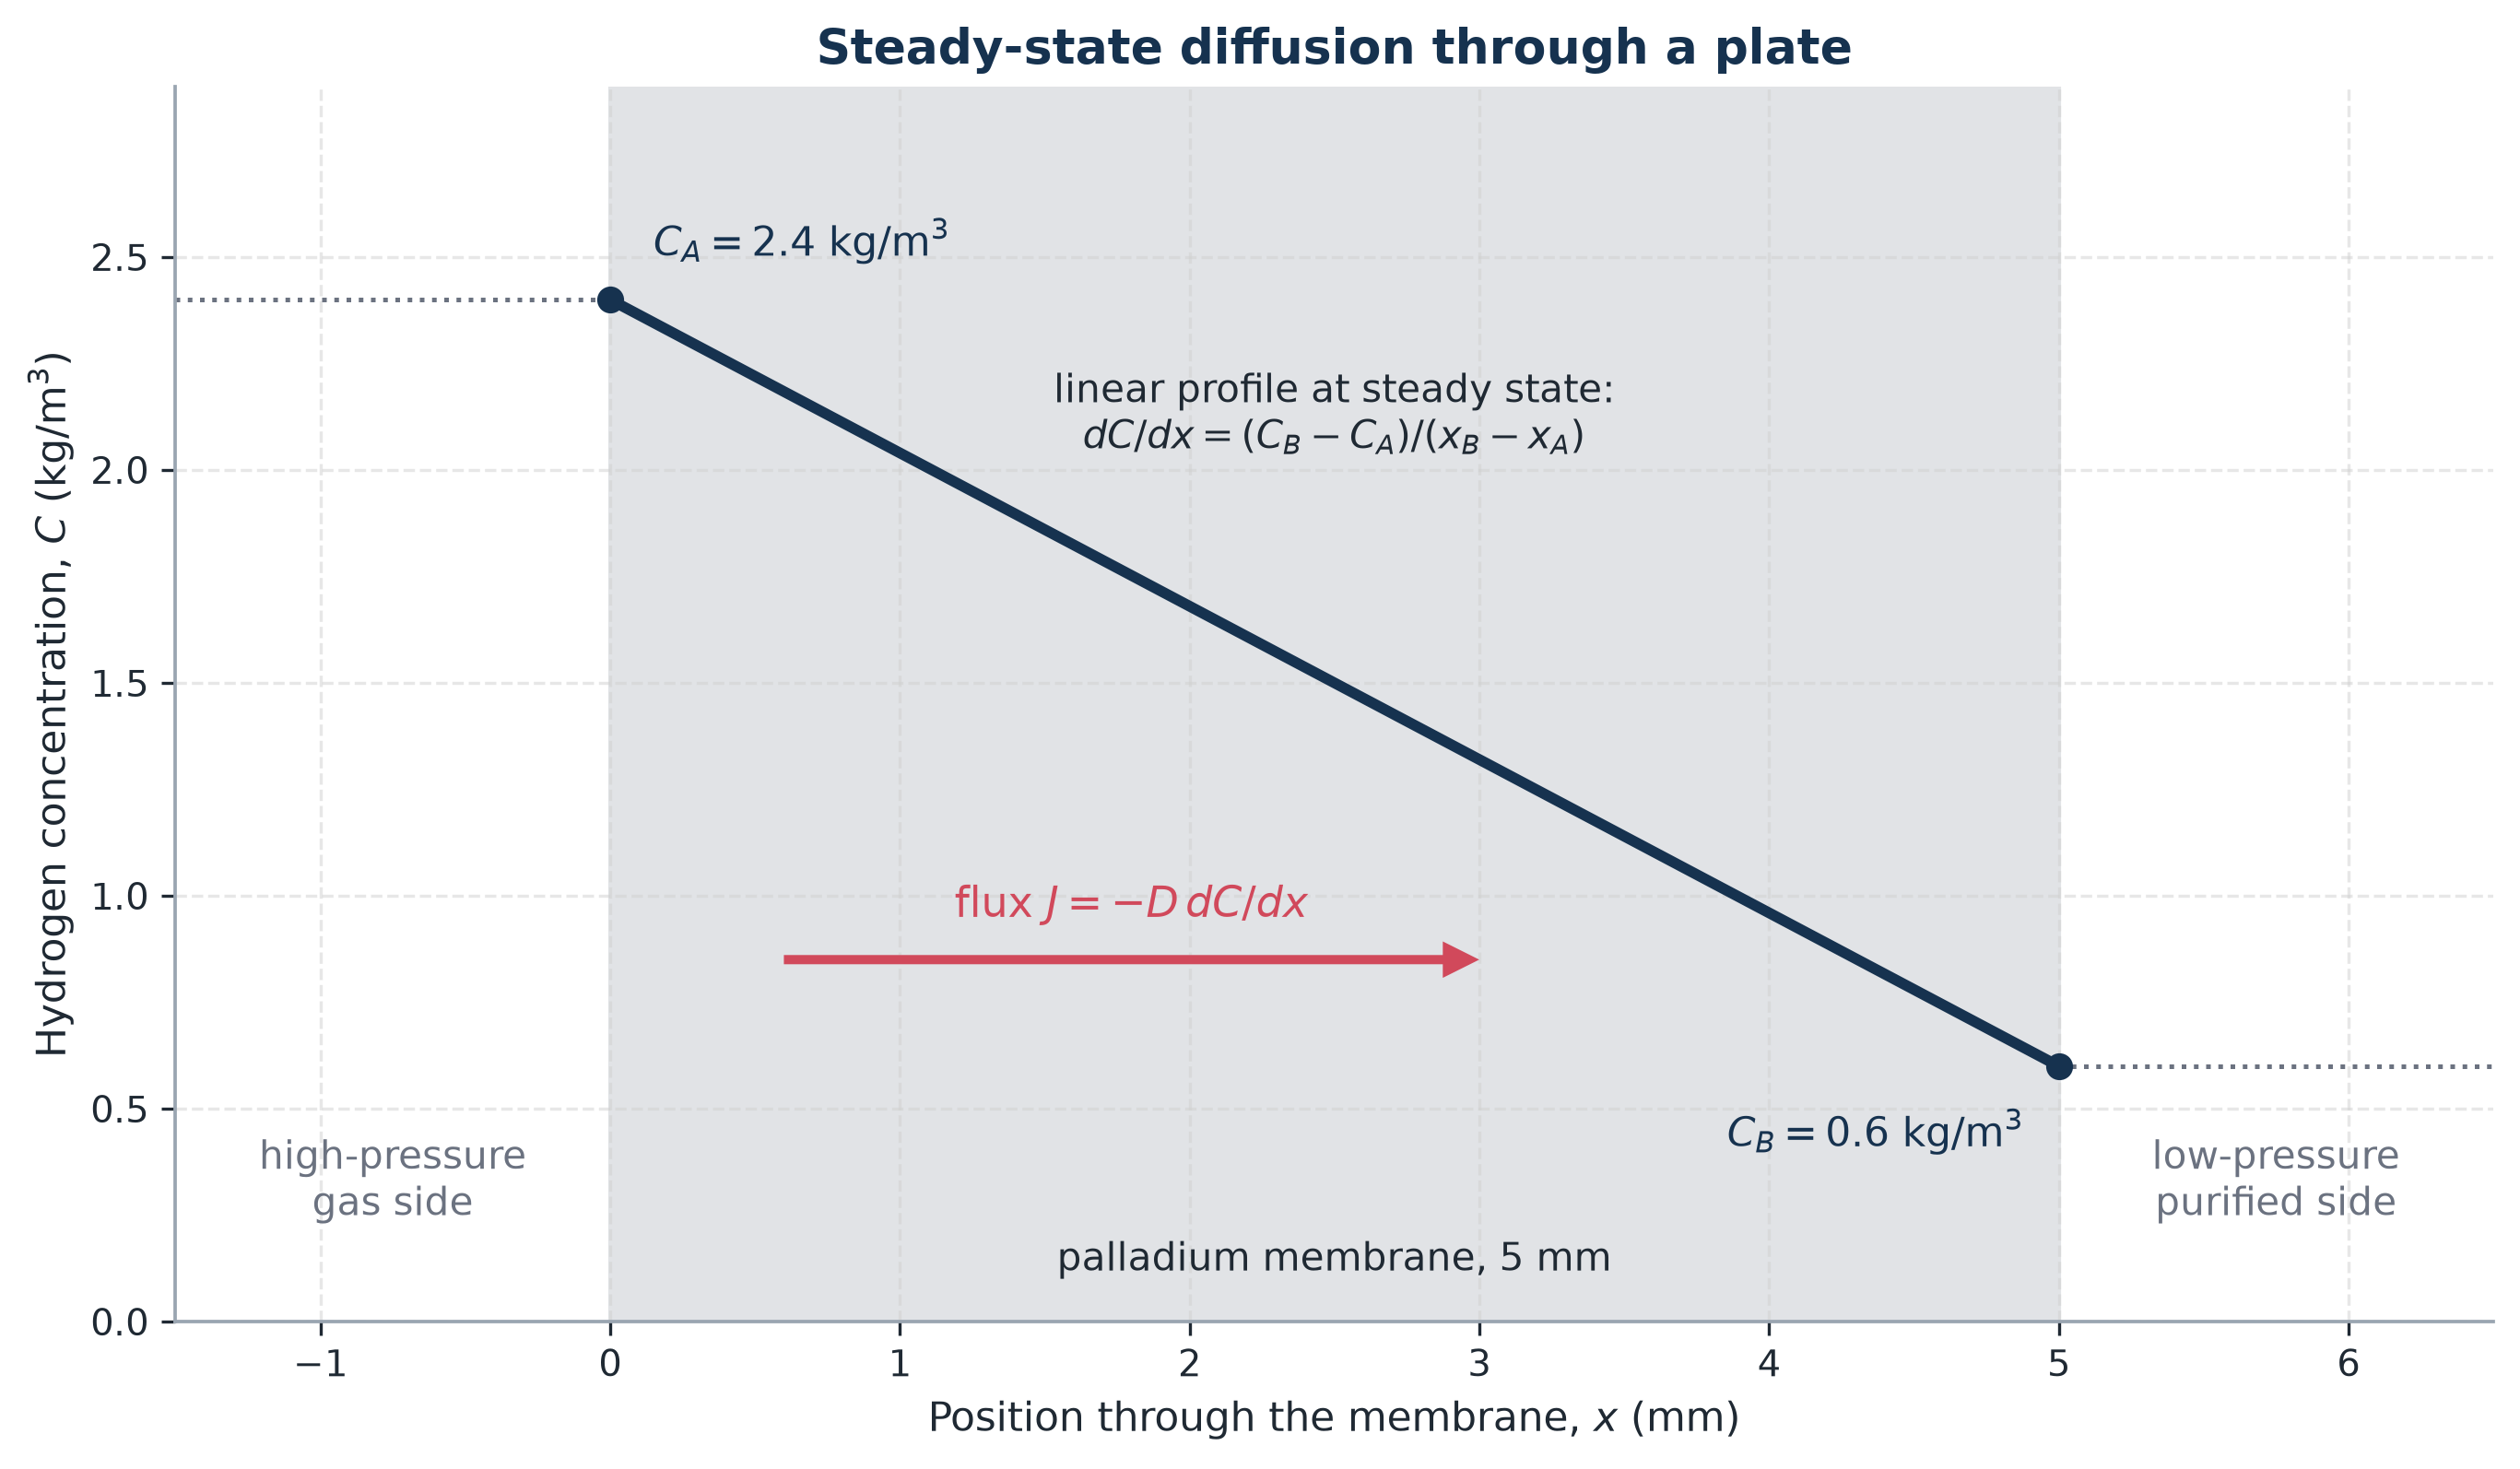 Steady-state diffusion through a plate
Hydrogen concentration, C (kg/m³)
2.5
2.0
1.5
1.0
0.5
0.0
C_A = 2.4 kg/m³
linear profile at steady state:
dC/dx = (C_B − C_A)/(x_B − x_A)
flux J = −D dC/dx
C_B = 0.6 kg/m³
high-pressure
gas side
low-pressure
purified side
palladium membrane, 5 mm
−1
0
1
2
3
4
5
6
Position through the membrane, x (mm)